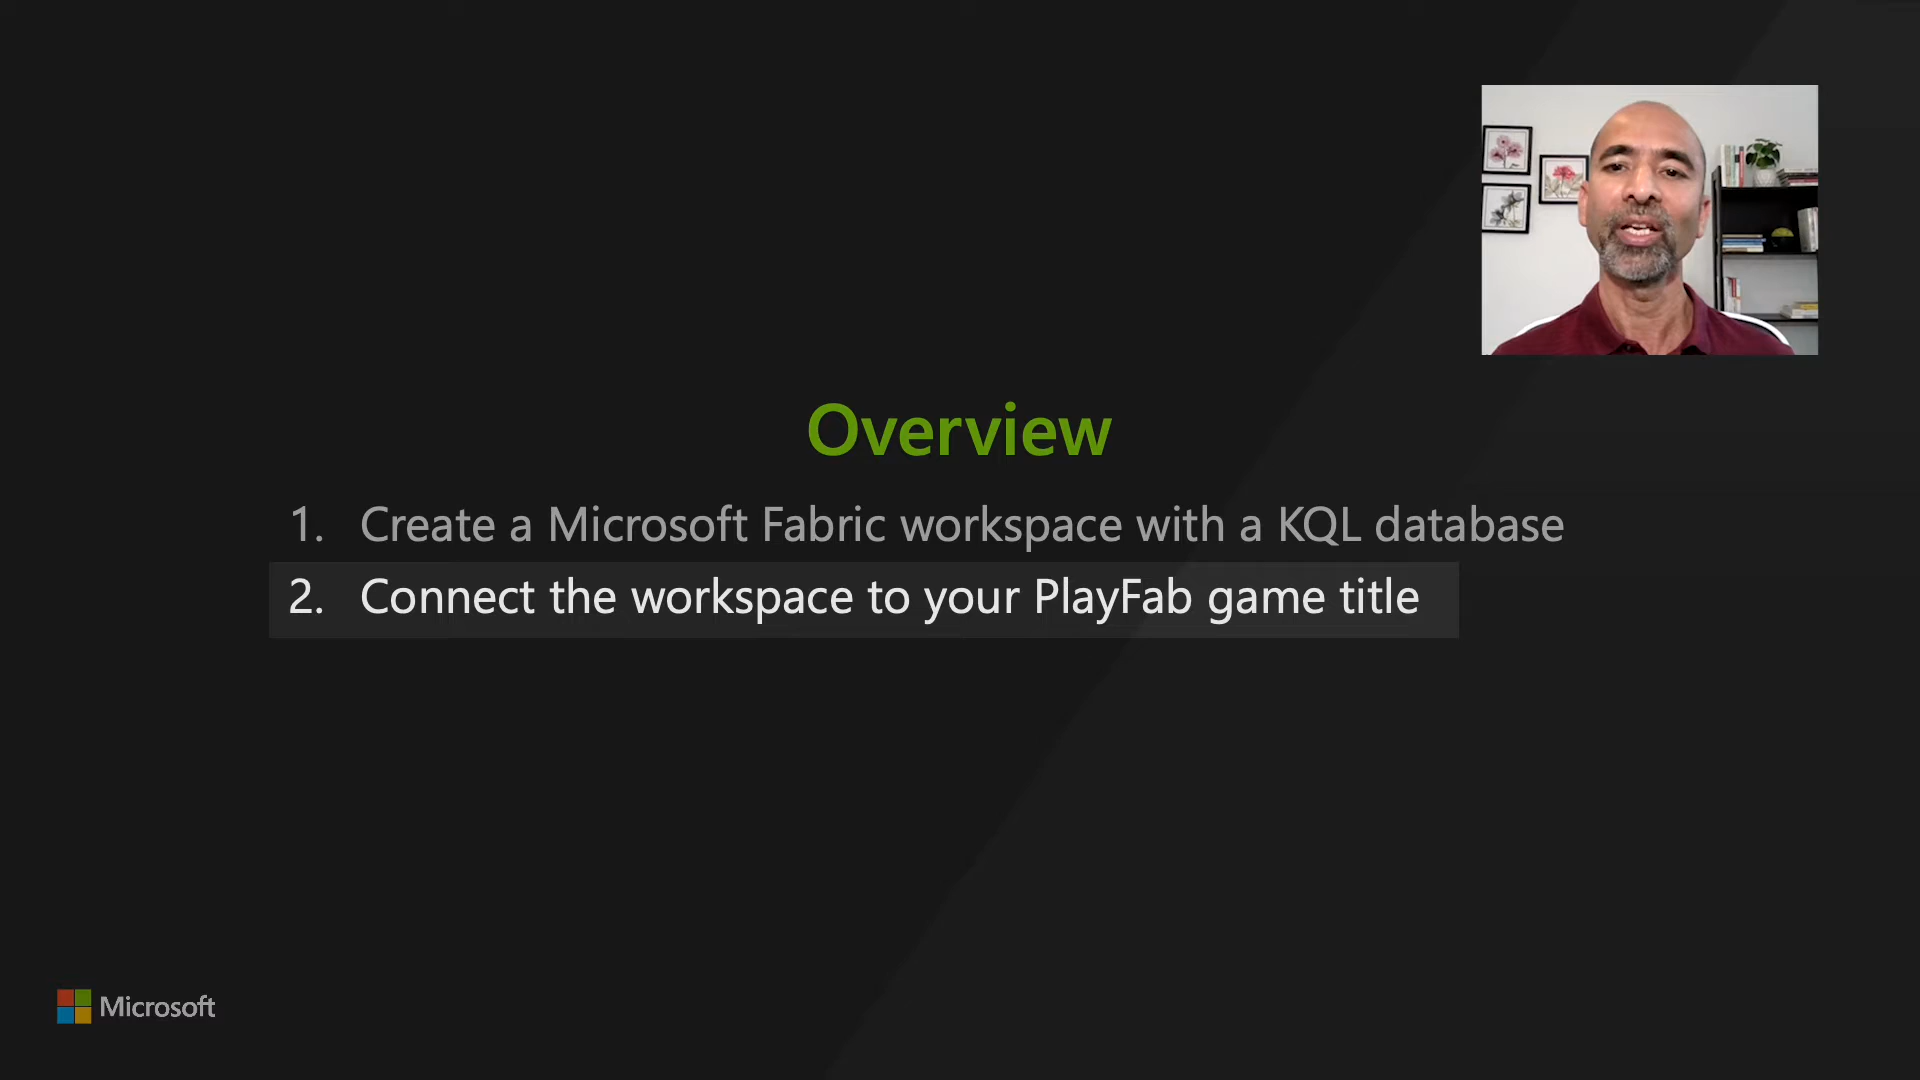 Overview
1. Create a Microsoft Fabric workspace with a KQL database
2. Connect the workspace to your PlayFab game title
Microsoft